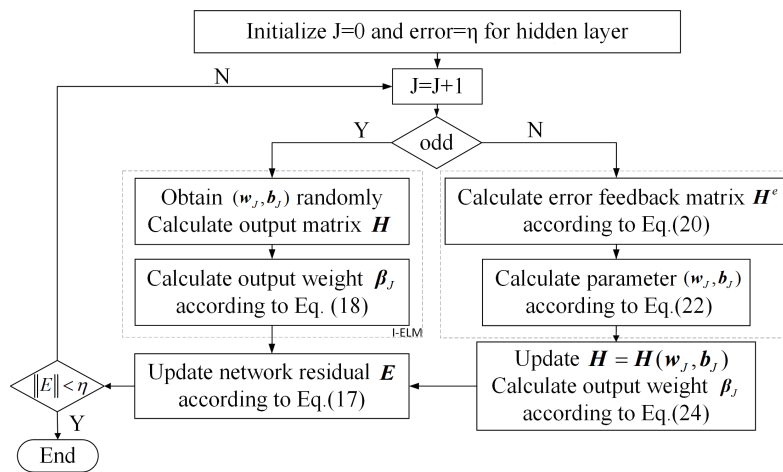 Initialize J=0 and error=η for hidden layer
N
J=J+1
Y
odd
N
Obtain (w_J, b_J) randomly
Calculate output matrix H
Calculate error feedback matrix H^e
according to Eq.(20)
Calculate output weight β_J
according to Eq. (18)
I-ELM
Calculate parameter (w_J, b_J)
according to Eq.(22)
‖E‖ < η
Update network residual E
according to Eq.(17)
Update H = H(w_J, b_J)
Calculate output weight β_J
according to Eq.(24)
Y
End